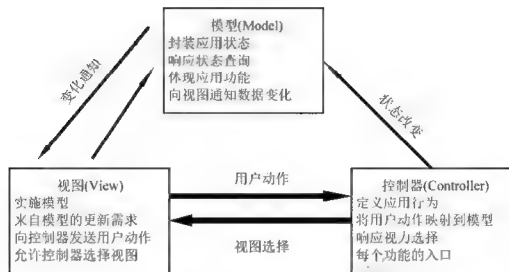 模型(Model)
封装应用状态
响应状态查询
体现应用功能
向视图通知数据变化
变化通知
状态改变
视图(View)
实施模型
来自模型的更新需求
向控制器发送用户动作
允许控制器选择视图
用户动作
视图选择
控制器(Controller)
定义应用行为
将用户动作映射到模型
响应视力选择
每个功能的入口